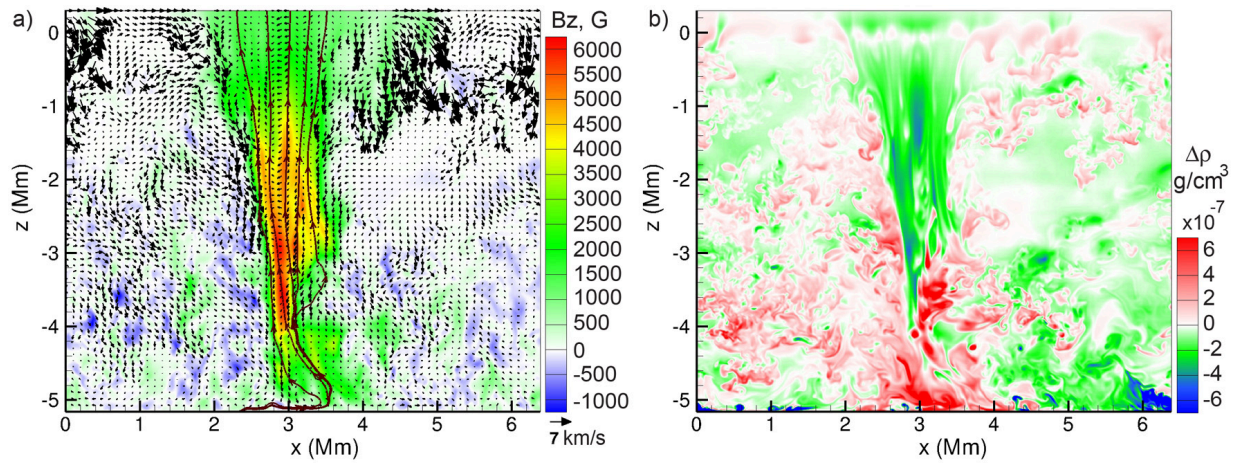 a)
Bz, G
6000
5500
5000
4500
4000
3500
3000
2500
2000
1500
1000
500
0
-500
-1000
7 km/s
z (Mm)
0
-1
-2
-3
-4
-5
0 1 2 3 4 5 6
x (Mm)
b)
z (Mm)
0
-1
-2
-3
-4
-5
0 1 2 3 4 5 6
x (Mm)
Δρ
g/cm³
x10⁻⁷
6
4
2
0
-2
-4
-6